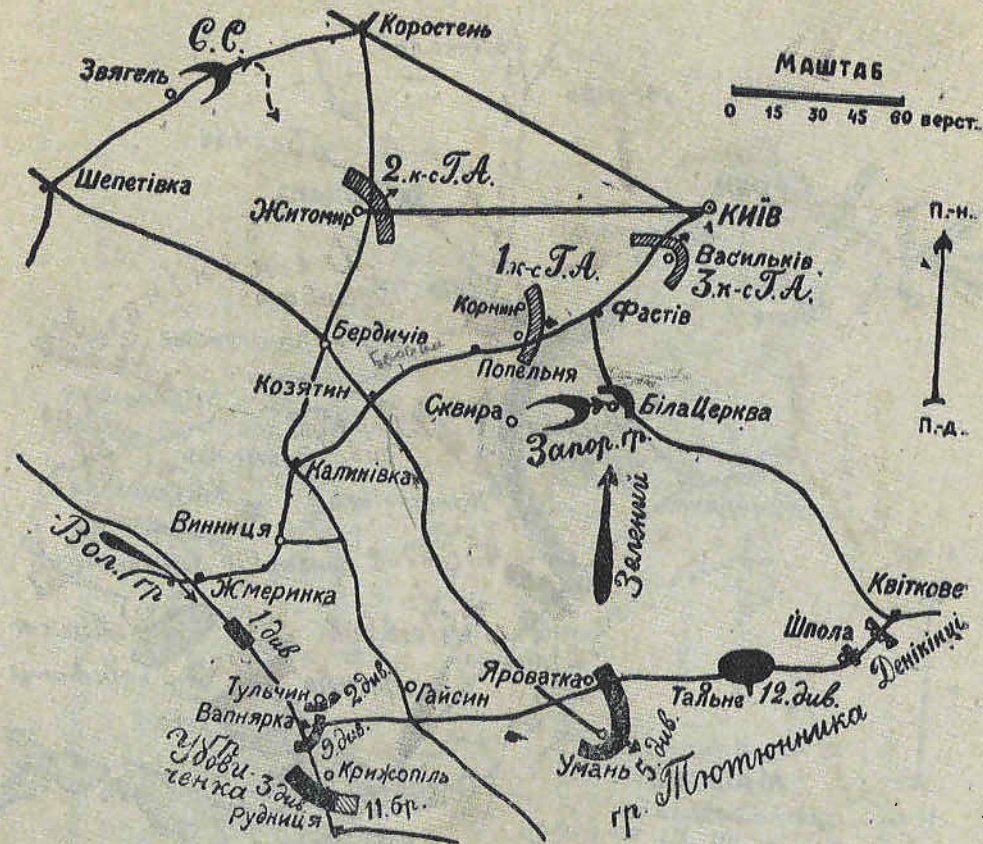 С.С.
Коростень
Звягель
МАШТАБ
0 15 30 45 60 верст.
Шепетівка
2.к-с Г.А.
Житомир
КИЇВ
П.-Н.
Васильків
3.к-с Г.А.
1.к-с Г.А.
Корнин
Фастів
Бердичів
Попельня
Козятин
Сквира
Біла Церква
П.-Д.
Запор. гр.
Калинівка
Зелений
Винниця
Вол. гр
Жмеринка
Квіткове
1.див
Шпола
Денікінці
Яроватка
Тульчин
2.див.
Гайсин
Тальне 12.див.
Вапнярка
9.див.
Умань
5.див.
гр. Тютюнника
гр.
Удови-
ченка
3.див
Крижопіль
11.бр.
Рудниця